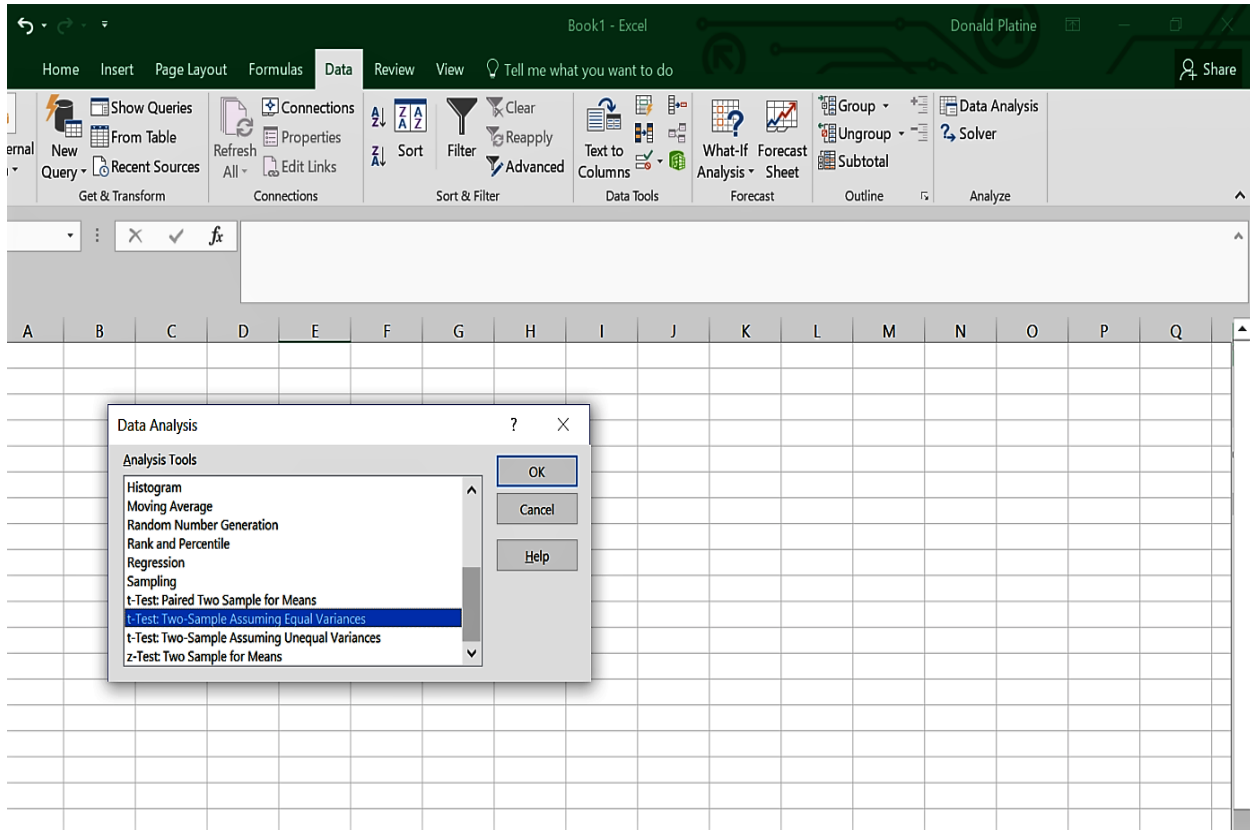 Book1 - Excel
Donald Platine
Home Insert Page Layout Formulas Data Review View Tell me what you want to do
Share
Show Queries
From Table
Recent Sources
ernal
New
Query
Get & Transform
Refresh
All
Connections
Properties
Edit Links
Connections
Sort
Filter
Clear
Reapply
Advanced
Sort & Filter
Text to
Columns
Data Tools
What-If
Analysis
Forecast
Sheet
Forecast
Group
Ungroup
Subtotal
Outline
Data Analysis
Solver
Analyze
fx
A B C D E F G H I J K L M N O P Q
Data Analysis
?
Analysis Tools
Histogram
Moving Average
Random Number Generation
Rank and Percentile
Regression
Sampling
t-Test: Paired Two Sample for Means
t-Test: Two-Sample Assuming Equal Variances
t-Test: Two-Sample Assuming Unequal Variances
z-Test: Two Sample for Means
OK
Cancel
Help